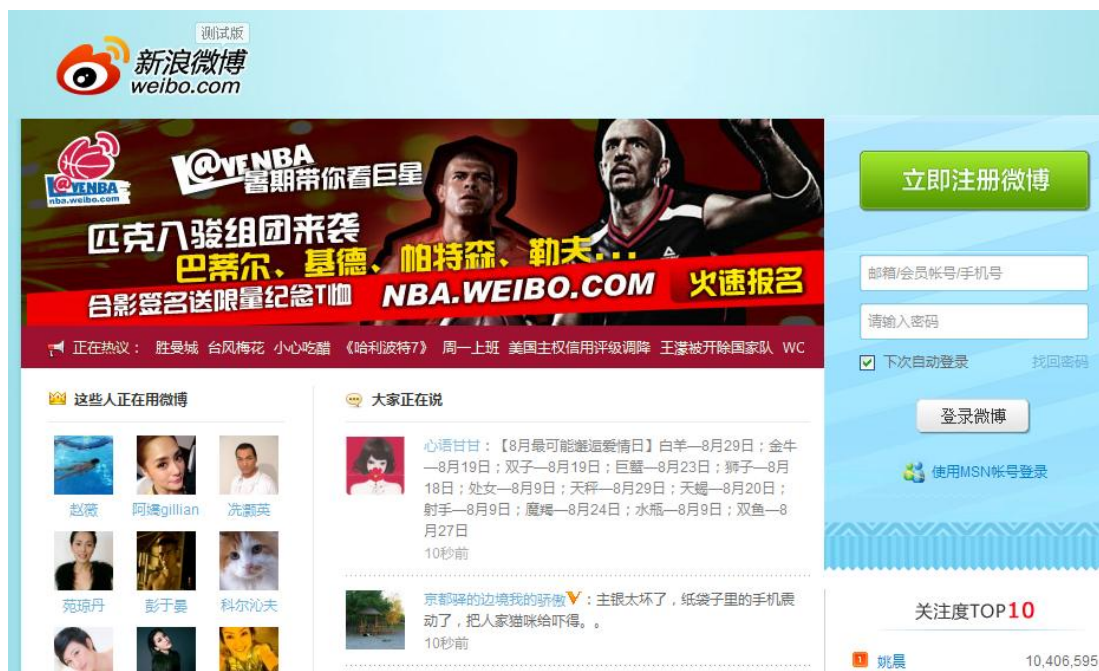 测试版
新浪微博
weibo.com
L@VENBA
nba.weibo.com
L@VENBA
暑期带你看巨星
匹克八骏组团来袭
巴蒂尔、基德、帕特森、勒夫...
合影签名送限量纪念T恤 NBA.WEIBO.COM 火速报名
正在热议： 胜曼城 台风梅花 小心吃醋 《哈利波特7》 周一上班 美国主权信用评级调降 王濛被开除国家队 WC
立即注册微博
邮箱/会员帐号/手机号
请输入密码
下次自动登录 找回密码
登录微博
使用MSN帐号登录
这些人正在用微博
赵薇 阿嬌gillian 冼灏英
苑琼丹 彭于晏 科尔沁夫
大家正在说
心语甘甘：【8月最可能邂逅爱情日】白羊—8月29日；金牛
—8月19日；双子—8月19日；巨蟹—8月23日；狮子—8月
18日；处女—8月9日；天秤—8月29日；天蝎—8月20日；
射手—8月9日；魔羯—8月24日；水瓶—8月9日；双鱼—8
月27日
10秒前
京都驿的边境我的骄傲V：主银太坏了，纸袋子里的手机震
动了，把人家猫咪给吓得。。
10秒前
关注度TOP10
1 姚晨 10,406,595